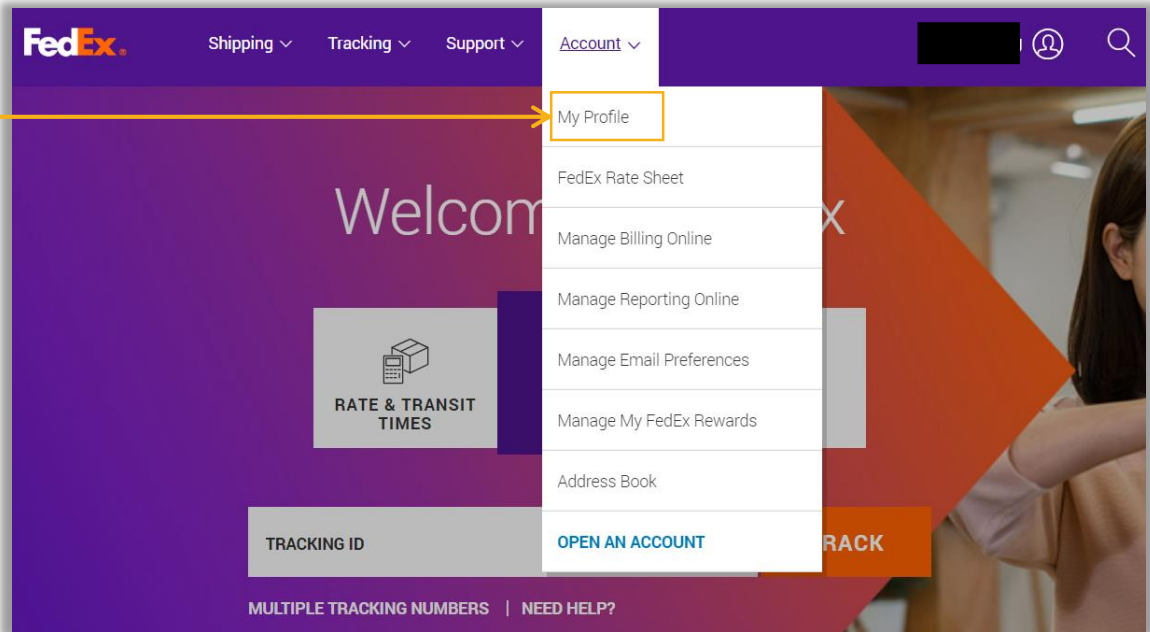 FedEx®
Shipping
Tracking
Support
Account
My Profile
FedEx Rate Sheet
Manage Billing Online
Manage Reporting Online
Manage Email Preferences
Manage My FedEx Rewards
Address Book
OPEN AN ACCOUNT
RATE & TRANSIT
TIMES
TRACKING ID
MULTIPLE TRACKING NUMBERS | NEED HELP?